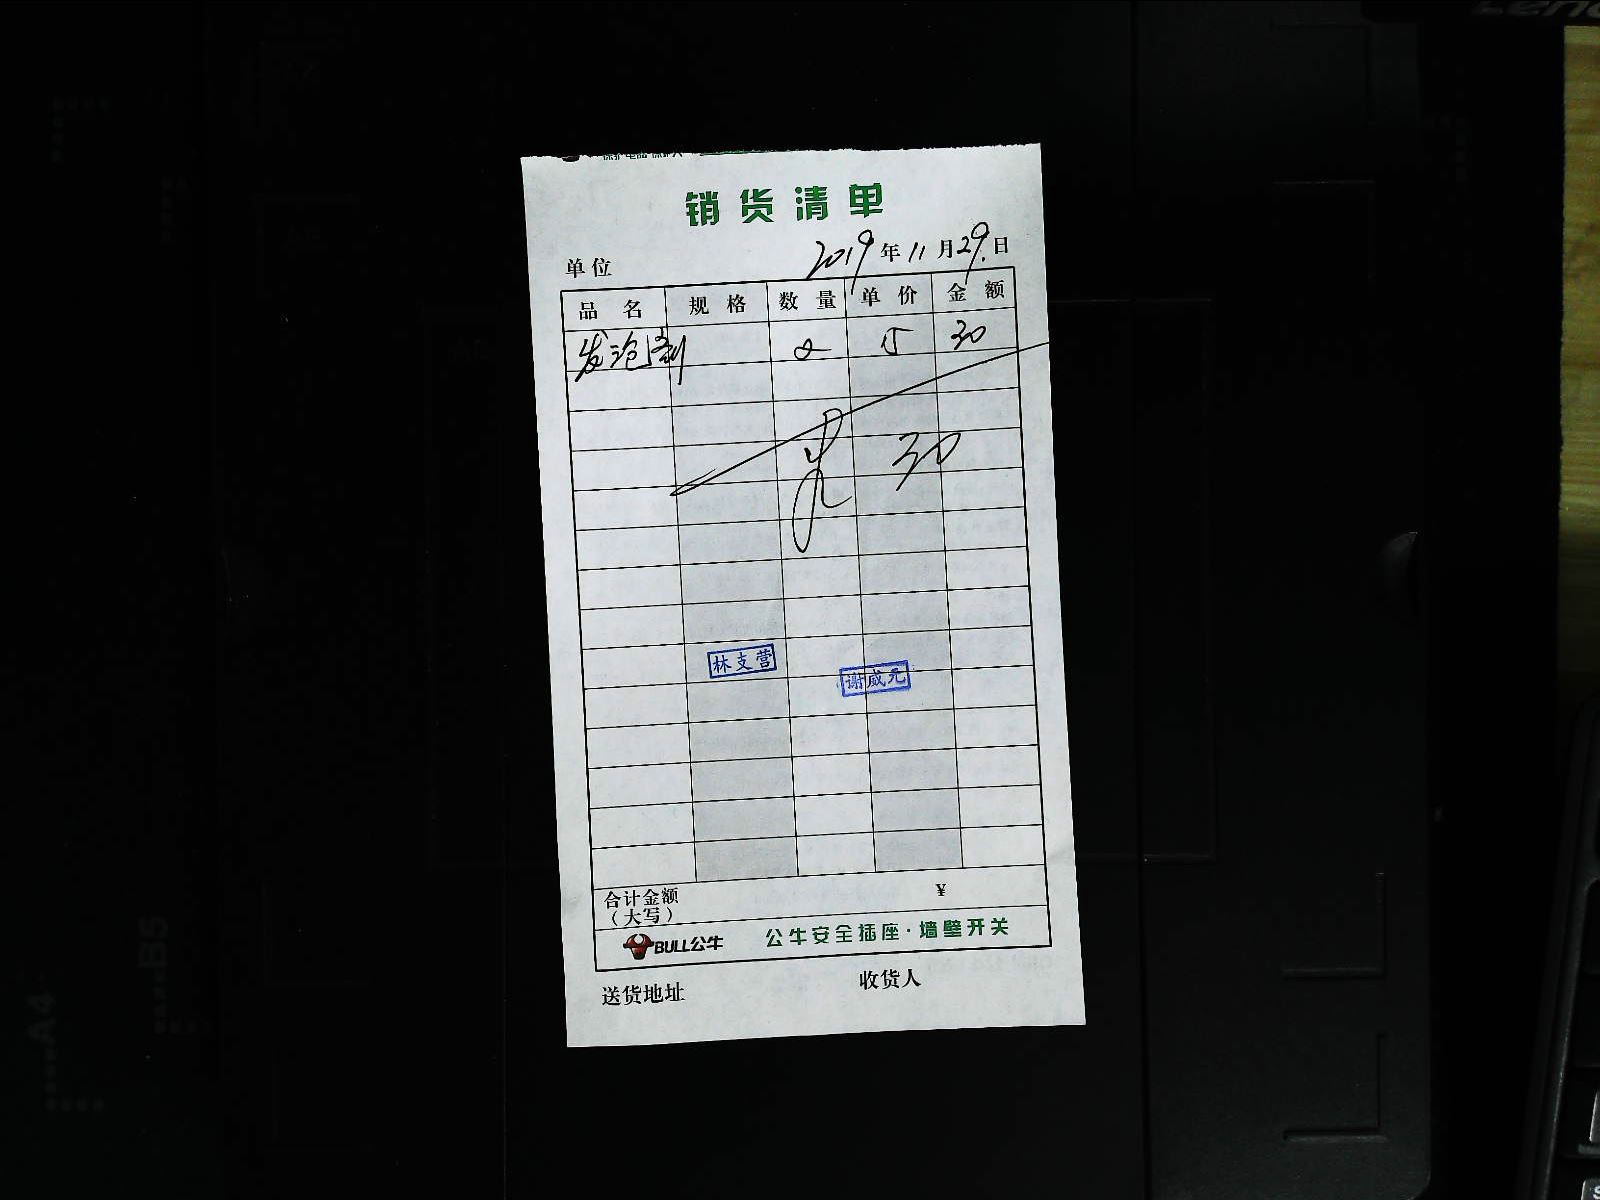 销货清单
单位 2019年11月29日
品名 规格 数量 单价 金额
发泡剂 2 15 30
30
林支营 谢威元
合计金额
(大写) ¥
BULL公牛 公牛安全插座·墙壁开关
送货地址 收货人
A4
B5